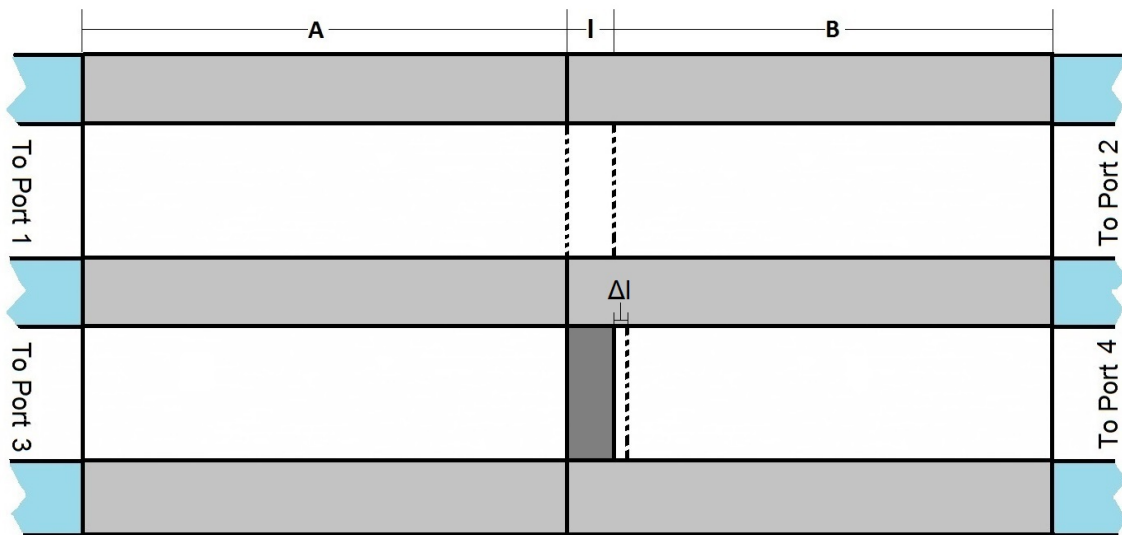 A
I
B
To Port 1
To Port 2
Δl
To Port 3
To Port 4